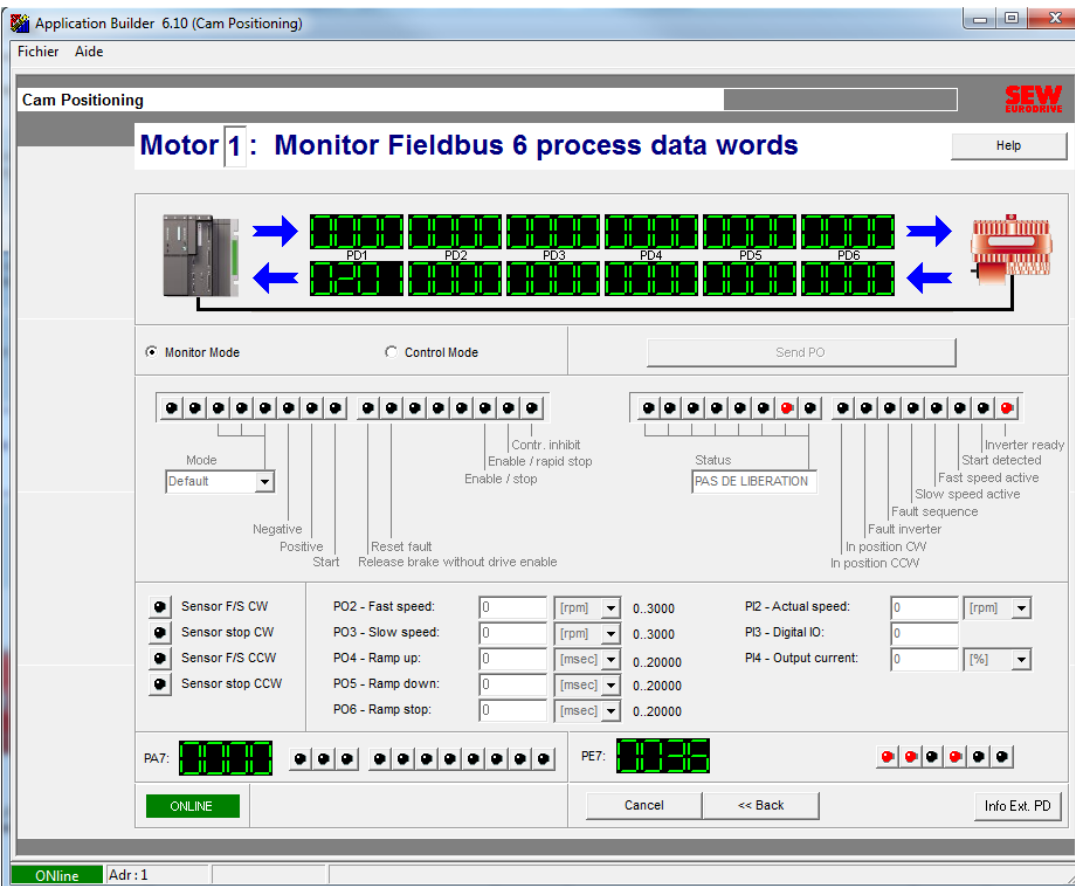 Application Builder 6.10 (Cam Positioning)
Fichier Aide
Cam Positioning
SEW
EURODRIVE
Motor 1 : Monitor Fieldbus 6 process data words
Help
0000 0000 0000 0000 0000 0000
PD1 PD2 PD3 PD4 PD5 PD6
0201 0000 0000 0000 0000 0000
Monitor Mode
Control Mode
Send PO
Contr. inhibit
Enable / rapid stop
Enable / stop
Mode
Default
Negative
Positive
Start
Reset fault
Release brake without drive enable
Status
PAS DE LIBERATION
Inverter ready
Start detected
Fast speed active
Slow speed active
Fault sequence
Fault inverter
In position CW
In position CCW
Sensor F/S CW
Sensor stop CW
Sensor F/S CCW
Sensor stop CCW
PO2 - Fast speed: 0 [rpm] 0..3000
PO3 - Slow speed: 0 [rpm] 0..3000
PO4 - Ramp up: 0 [msec] 0..20000
PO5 - Ramp down: 0 [msec] 0..20000
PO6 - Ramp stop: 0 [msec] 0..20000
PI2 - Actual speed: 0 [rpm]
PI3 - Digital IO: 0
PI4 - Output current: 0 [%]
PA7: 0000
PE7:
ONLINE
Cancel
<< Back
Info Ext. PD
ONline Adr:1